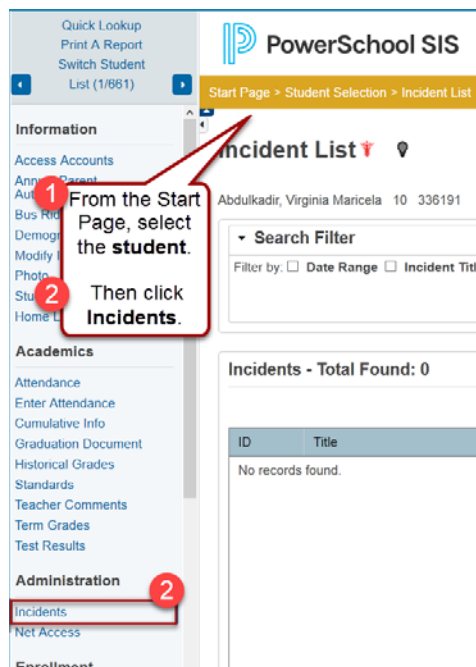 Quick Lookup
Print A Report
Switch Student
List (1/661)
PowerSchool SIS
Start Page > Student Selection > Incident List
Information
Access Accounts
Bus
Photo
Academics
Attendance
Enter Attendance
Cumulative Info
Graduation Document
Historical Grades
Standards
Teacher Comments
Term Grades
Test Results
Administration
Incidents
Net Access
Enrollment
1
From the Start
Page, select
the student.
2
Then click
Incidents.
2
Incident List
Abdulkadir, Virginia Maricela 10 336191
Search Filter
Filter by: Date Range Incident
Incidents - Total Found: 0
ID Title
No records found.